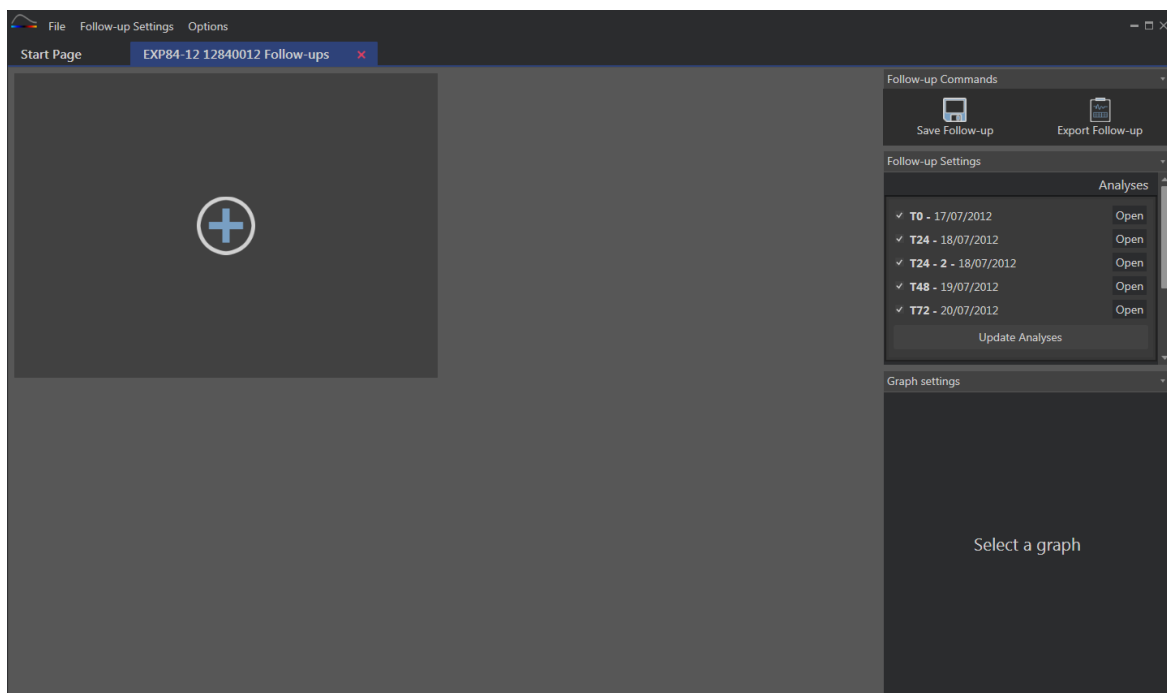 File Follow-up Settings Options
Start Page EXP84-12 12840012 Follow-ups
Follow-up Commands
Save Follow-up Export Follow-up
Follow-up Settings
Analyses
T0 - 17/07/2012 Open
T24 - 18/07/2012 Open
T24 - 2 - 18/07/2012 Open
T48 - 19/07/2012 Open
T72 - 20/07/2012 Open
Update Analyses
Graph settings
Select a graph